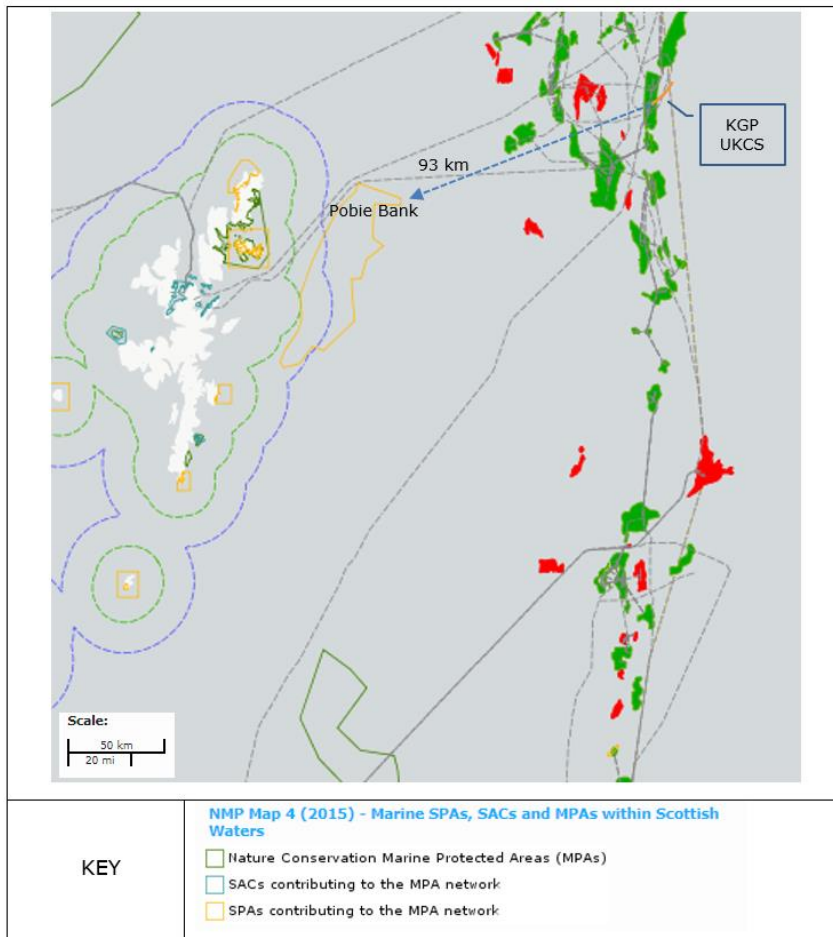 KGP
UKCS
93 km
Pobie Bank
Scale:
50 km
20 mi
KEY
NMP Map 4 (2015) - Marine SPAs, SACs and MPAs within Scottish
Waters
Nature Conservation Marine Protected Areas (MPAs)
SACs contributing to the MPA network
SPAs contributing to the MPA network